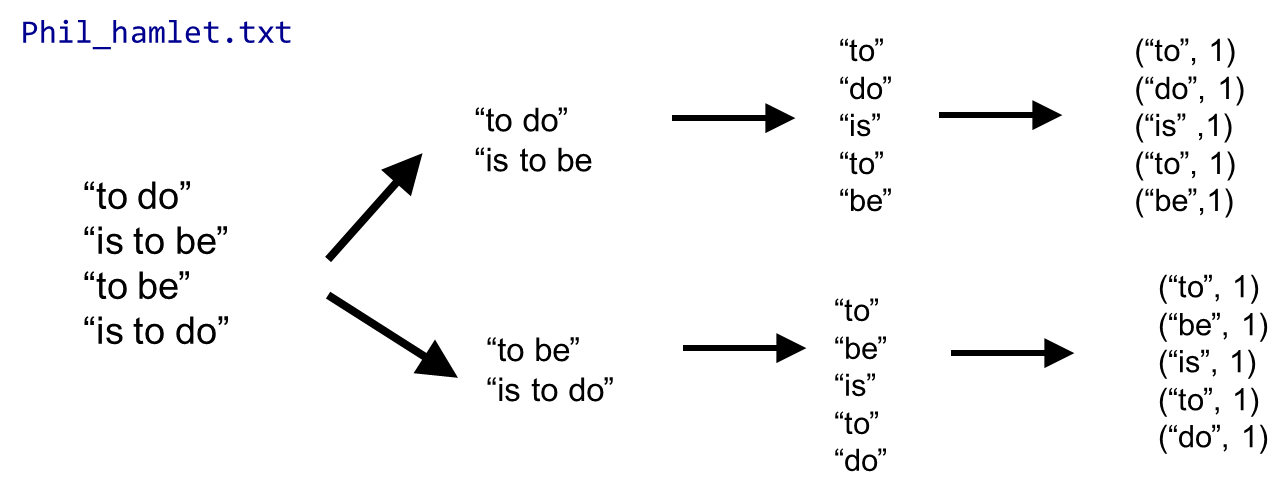 Phil_hamlet.txt
“to do”
“is to be”
“to be”
“is to do”
“to do”
“is to be
“to be”
“is to do”
“to”
“do”
“is”
“to”
“be”
“to”
“be”
“is”
“to”
“do”
(“to”, 1)
(“do”, 1)
(“is” ,1)
(“to”, 1)
(“be”,1)
(“to”, 1)
(“be”, 1)
(“is”, 1)
(“to”, 1)
(“do”, 1)